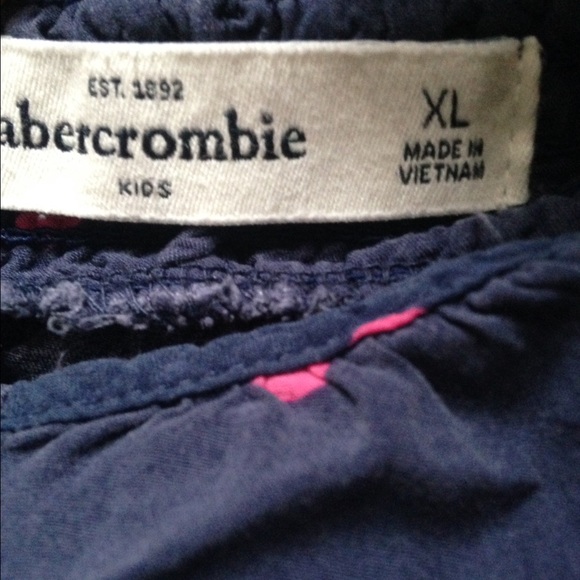 EST. 1892
abercrombie
KIDS
XL
MADE IN
VIETNAM